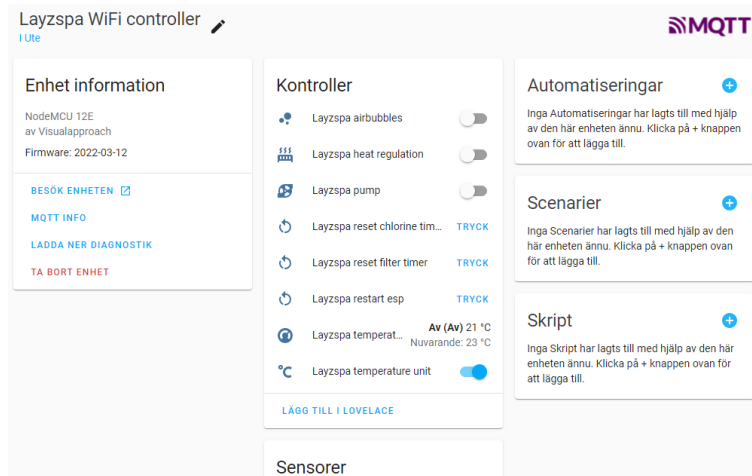 Layzspa WiFi controller
I Ute
MQTT
Enhet information
NodeMCU 12E
av Visualapproach
Firmware: 2022-03-12
BESÖK ENHETEN
MQTT INFO
LADDA NER DIAGNOSTIK
TA BORT ENHET
Kontroller
Layzspa airbubbles
Layzspa heat regulation
Layzspa pump
Layzspa reset chlorine tim... TRYCK
Layzspa reset filter timer TRYCK
Layzspa restart esp TRYCK
Layzspa temperat... Av (Av) 21 °C
Nuvarande: 23 °C
°C Layzspa temperature unit
LÄGG TILL I LOVELACE
Sensorer
Automatiseringar
Inga Automatiseringar har lagts till med hjälp
av den här enheten ännu. Klicka på + knappen
ovan för att lägga till.
Scenarier
Inga Scenarier har lagts till med hjälp av den
här enheten ännu. Klicka på + knappen ovan
för att lägga till.
Skript
Inga Skript har lagts till med hjälp av den här
enheten ännu. Klicka på + knappen ovan för
att lägga till.